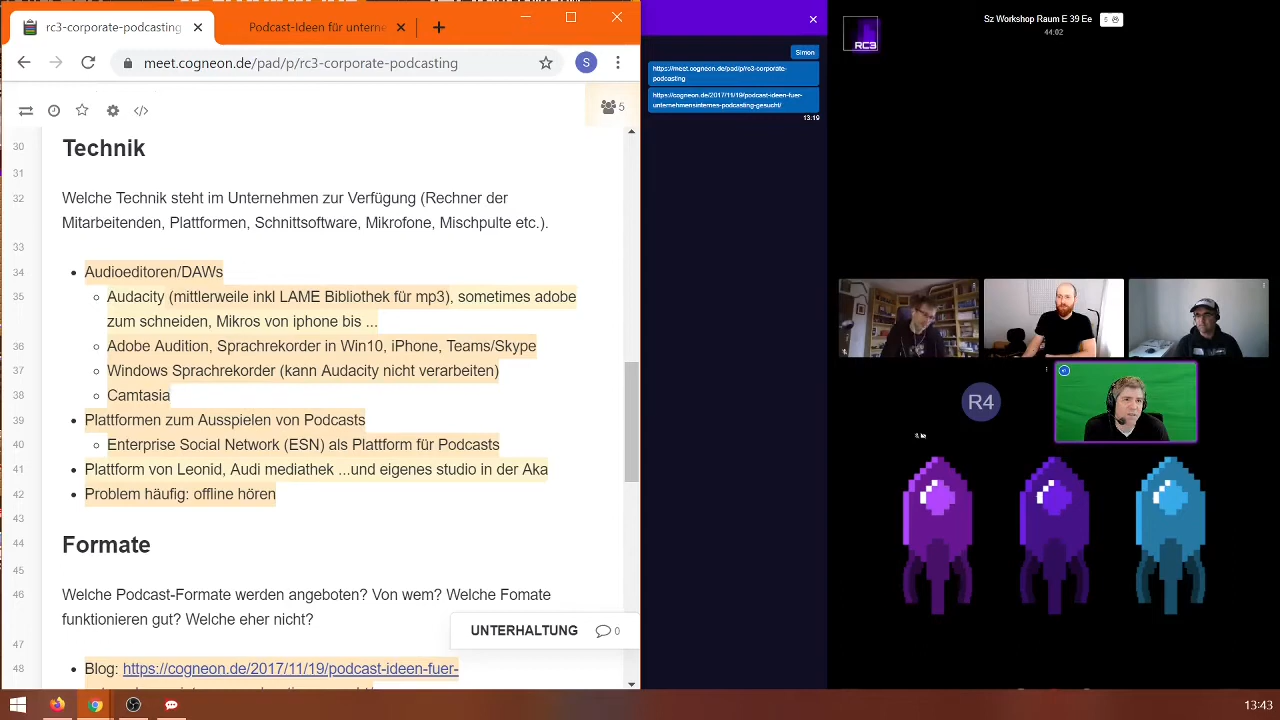 rc3-corporate-podcasting
Podcast-Ideen für unterne
meet.cogneon.de/pad/p/rc3-corporate-podcasting
S
5
30
Technik
31
32
Welche Technik steht im Unternehmen zur Verfügung (Rechner der
Mitarbeitenden, Plattformen, Schnittsoftware, Mikrofone, Mischpulte etc.).
33
34
Audioeditoren/DAWs
35
Audacity (mittlerweile inkl LAME Bibliothek für mp3), sometimes adobe
zum schneiden, Mikros von iphone bis ...
36
Adobe Audition, Sprachrekorder in Win10, iPhone, Teams/Skype
37
Windows Sprachrekorder (kann Audacity nicht verarbeiten)
38
Camtasia
39
Plattformen zum Ausspielen von Podcasts
40
Enterprise Social Network (ESN) als Plattform für Podcasts
41
Plattform von Leonid, Audi mediathek ...und eigenes studio in der Aka
42
Problem häufig: offline hören
43
44
Formate
45
46
Welche Podcast-Formate werden angeboten? Von wem? Welche Fomate
funktionieren gut? Welche eher nicht?
47
UNTERHALTUNG 0
48
Blog: https://cogneon.de/2017/11/19/podcast-ideen-fuer-
Simon
https://meet.cogneon.de/pad/p/rc3-corporate-
podcasting
https://cogneon.de/2017/11/19/podcast-ideen-fuer-
unternehmensinternes-podcasting-gesucht/
13:19
RC3
Sz Workshop Raum E 39 Ee
5
44:02
R4
13:43